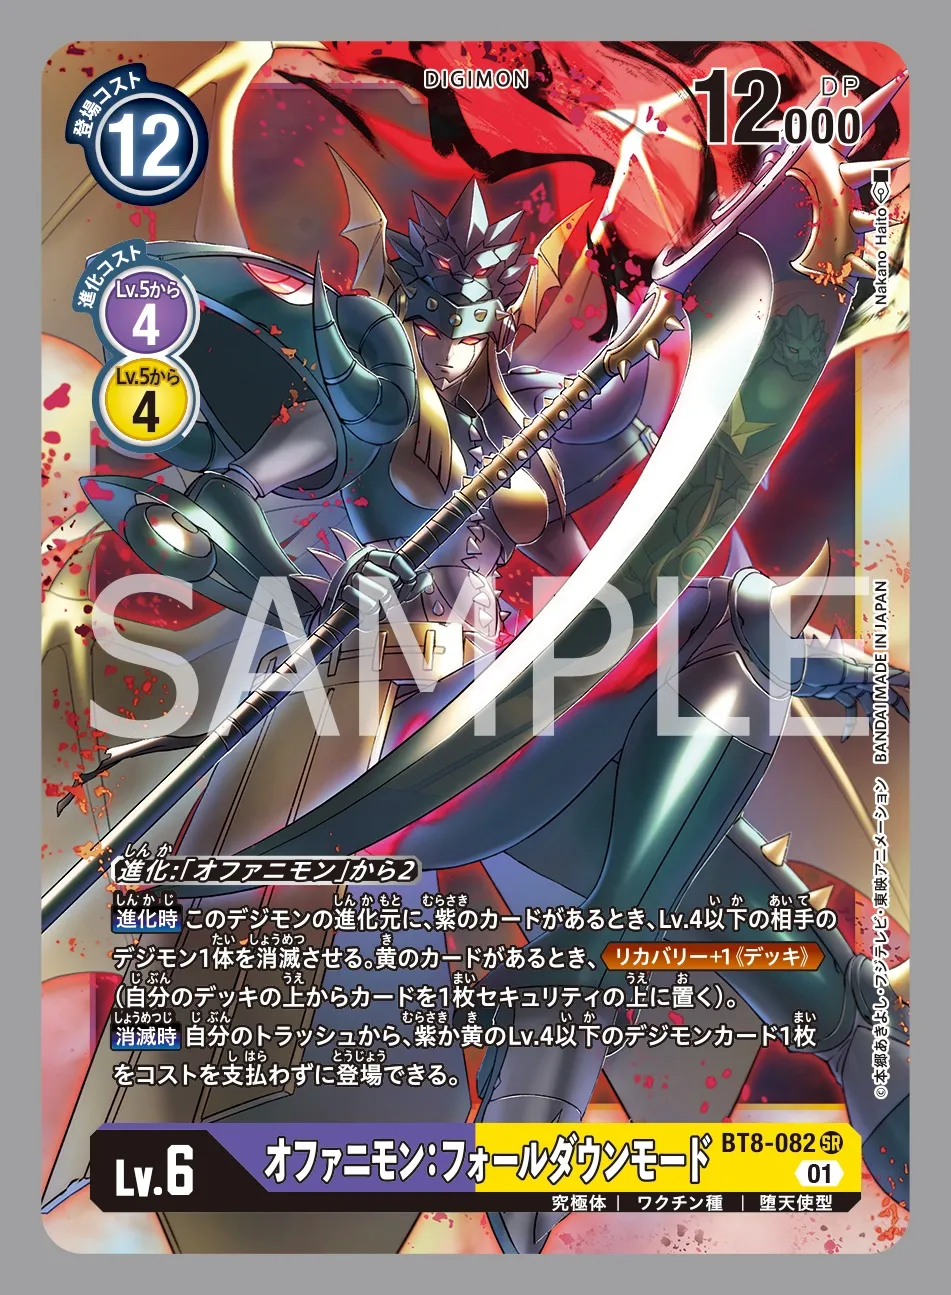 DIGIMON
登場コスト
12
DP
12000
進化コスト
Lv.5から
4
Lv.5から
4
Nakano Haito
SAMPLE
BANDAI MADE IN JAPAN
©本郷あきよし・フジテレビ・東映アニメーション
進化:「オファニモン」から2
進化時 このデジモンの進化元に、紫のカードがあるとき、Lv.4以下の相手の
デジモン1体を消滅させる。黄のカードがあるとき、リカバリー+1《デッキ》
(自分のデッキの上からカードを1枚セキュリティの上に置く)。
消滅時 自分のトラッシュから、紫か黄のLv.4以下のデジモンカード1枚
をコストを支払わずに登場できる。
Lv.6
オファニモン:フォールダウンモード
BT8-082 SR
01
究極体 | ワクチン種 | 堕天使型